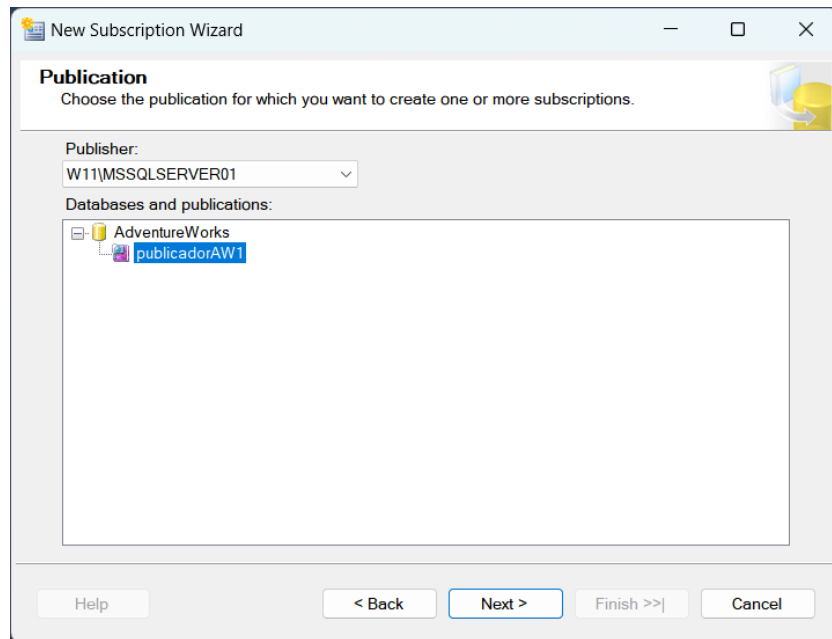 New Subscription Wizard
Publication
Choose the publication for which you want to create one or more subscriptions.
Publisher:
W11\MSSQLSERVER01
Databases and publications:
AdventureWorks
publicadorAW1
Help
< Back
Next >
Finish >>|
Cancel